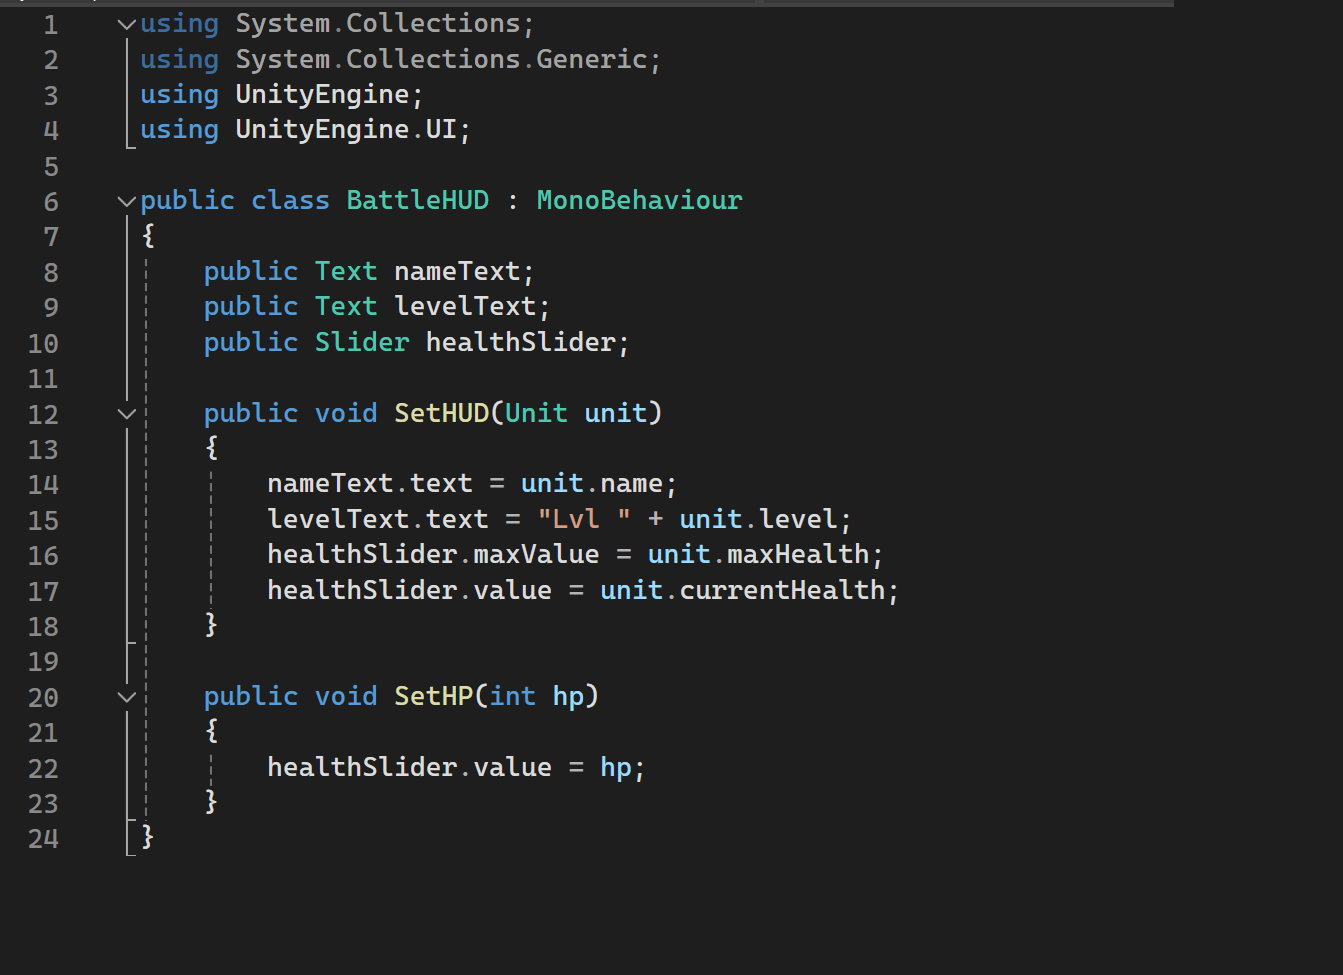 1 using System.Collections;
2 using System.Collections.Generic;
3 using UnityEngine;
4 using UnityEngine.UI;
5
6 public class BattleHUD : MonoBehaviour
7 {
8     public Text nameText;
9     public Text levelText;
10     public Slider healthSlider;
11
12     public void SetHUD(Unit unit)
13     {
14         nameText.text = unit.name;
15         levelText.text = "Lvl " + unit.level;
16         healthSlider.maxValue = unit.maxHealth;
17         healthSlider.value = unit.currentHealth;
18     }
19
20     public void SetHP(int hp)
21     {
22         healthSlider.value = hp;
23     }
24 }